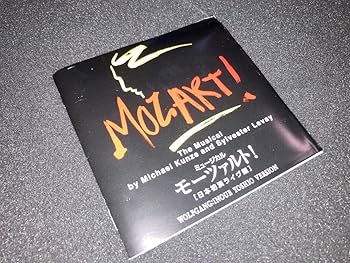 MOZART!
The Musical
by Michael Kunze and Sylvester Levay
ミュージカル
モーツァルト!
[日本初演ライヴ盤]
WOLFGANG:INOUE YOSHIO VERSION